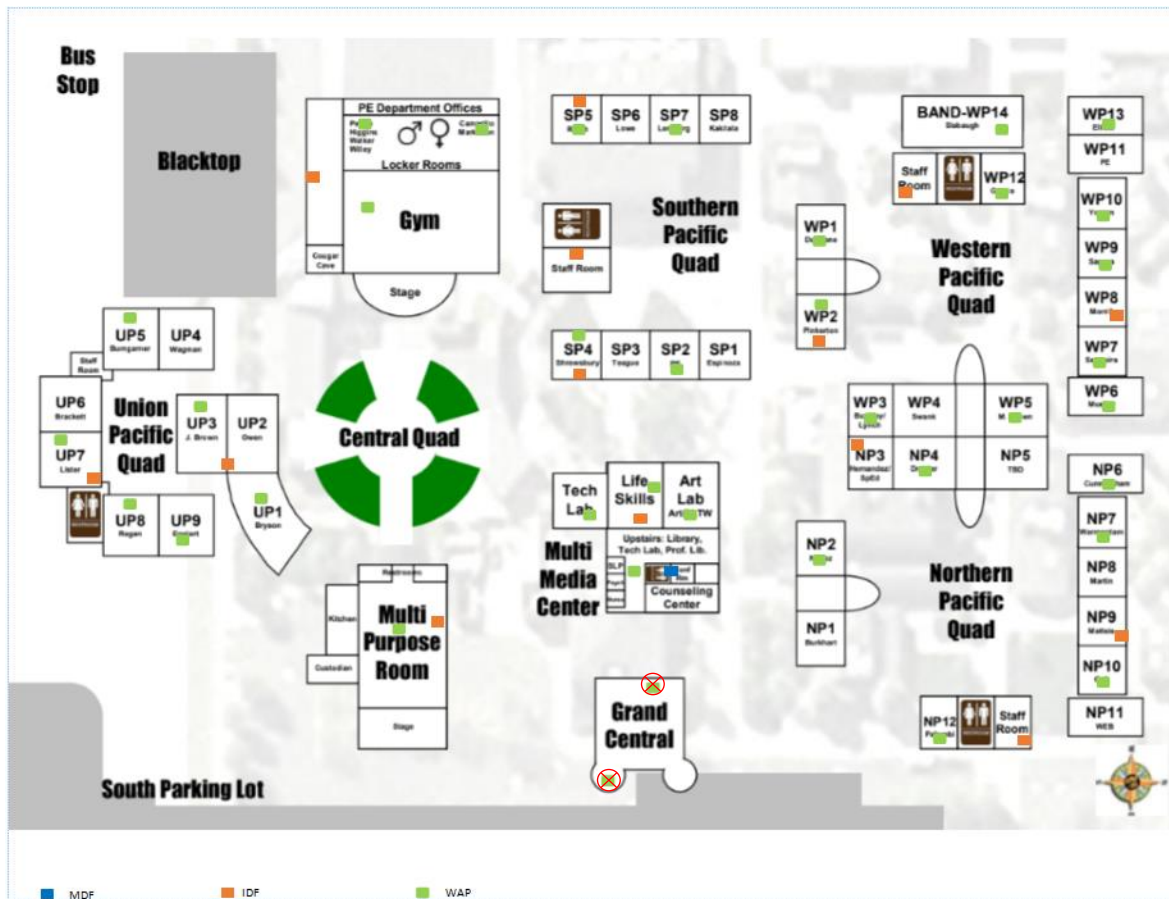 Bus
Stop
Blacktop
PE Department Offices
Higgins
Walker
Willey
Locker Rooms
Gym
Cougar
Cave
Stage
SP5
SP6
Lowe
SP7
SP8
Kakitala
Southern
Pacific
Quad
Staff Room
SP4
Shrewsbury
SP3
Teague
SP2
SP1
Espinoza
BAND-WP14
Slabaugh
Staff
Room
WP12
WP13
WP11
PE
WP10
WP9
WP8
WP7
WP6
WP1
WP2
Pinkerton
Western
Pacific
Quad
WP3
WP4
Swank
WP5
NP3
Hernandez/
SpEd
NP4
NP5
TBD
UP5
Bumgarner
UP4
Wagman
Staff
Room
UP6
Brackett
Union
Pacific
Quad
UP3
J. Brown
UP2
Owen
UP7
Lister
UP8
Regan
UP9
UP1
Bryson
Central Quad
Tech
Lab
Life
Skills
Art
Lab
Upstairs: Library,
Tech Lab, Prof. Lib.
SLP
Counseling
Center
Multi
Media
Center
Restrooms
Kitchen
Multi
Purpose
Room
Custodian
Stage
NP2
NP1
Burkhart
Northern
Pacific
Quad
NP6
NP7
NP8
Martin
NP9
NP10
NP11
WEB
NP12
Staff
Room
Grand
Central
South Parking Lot
MDF
IDF
WAP